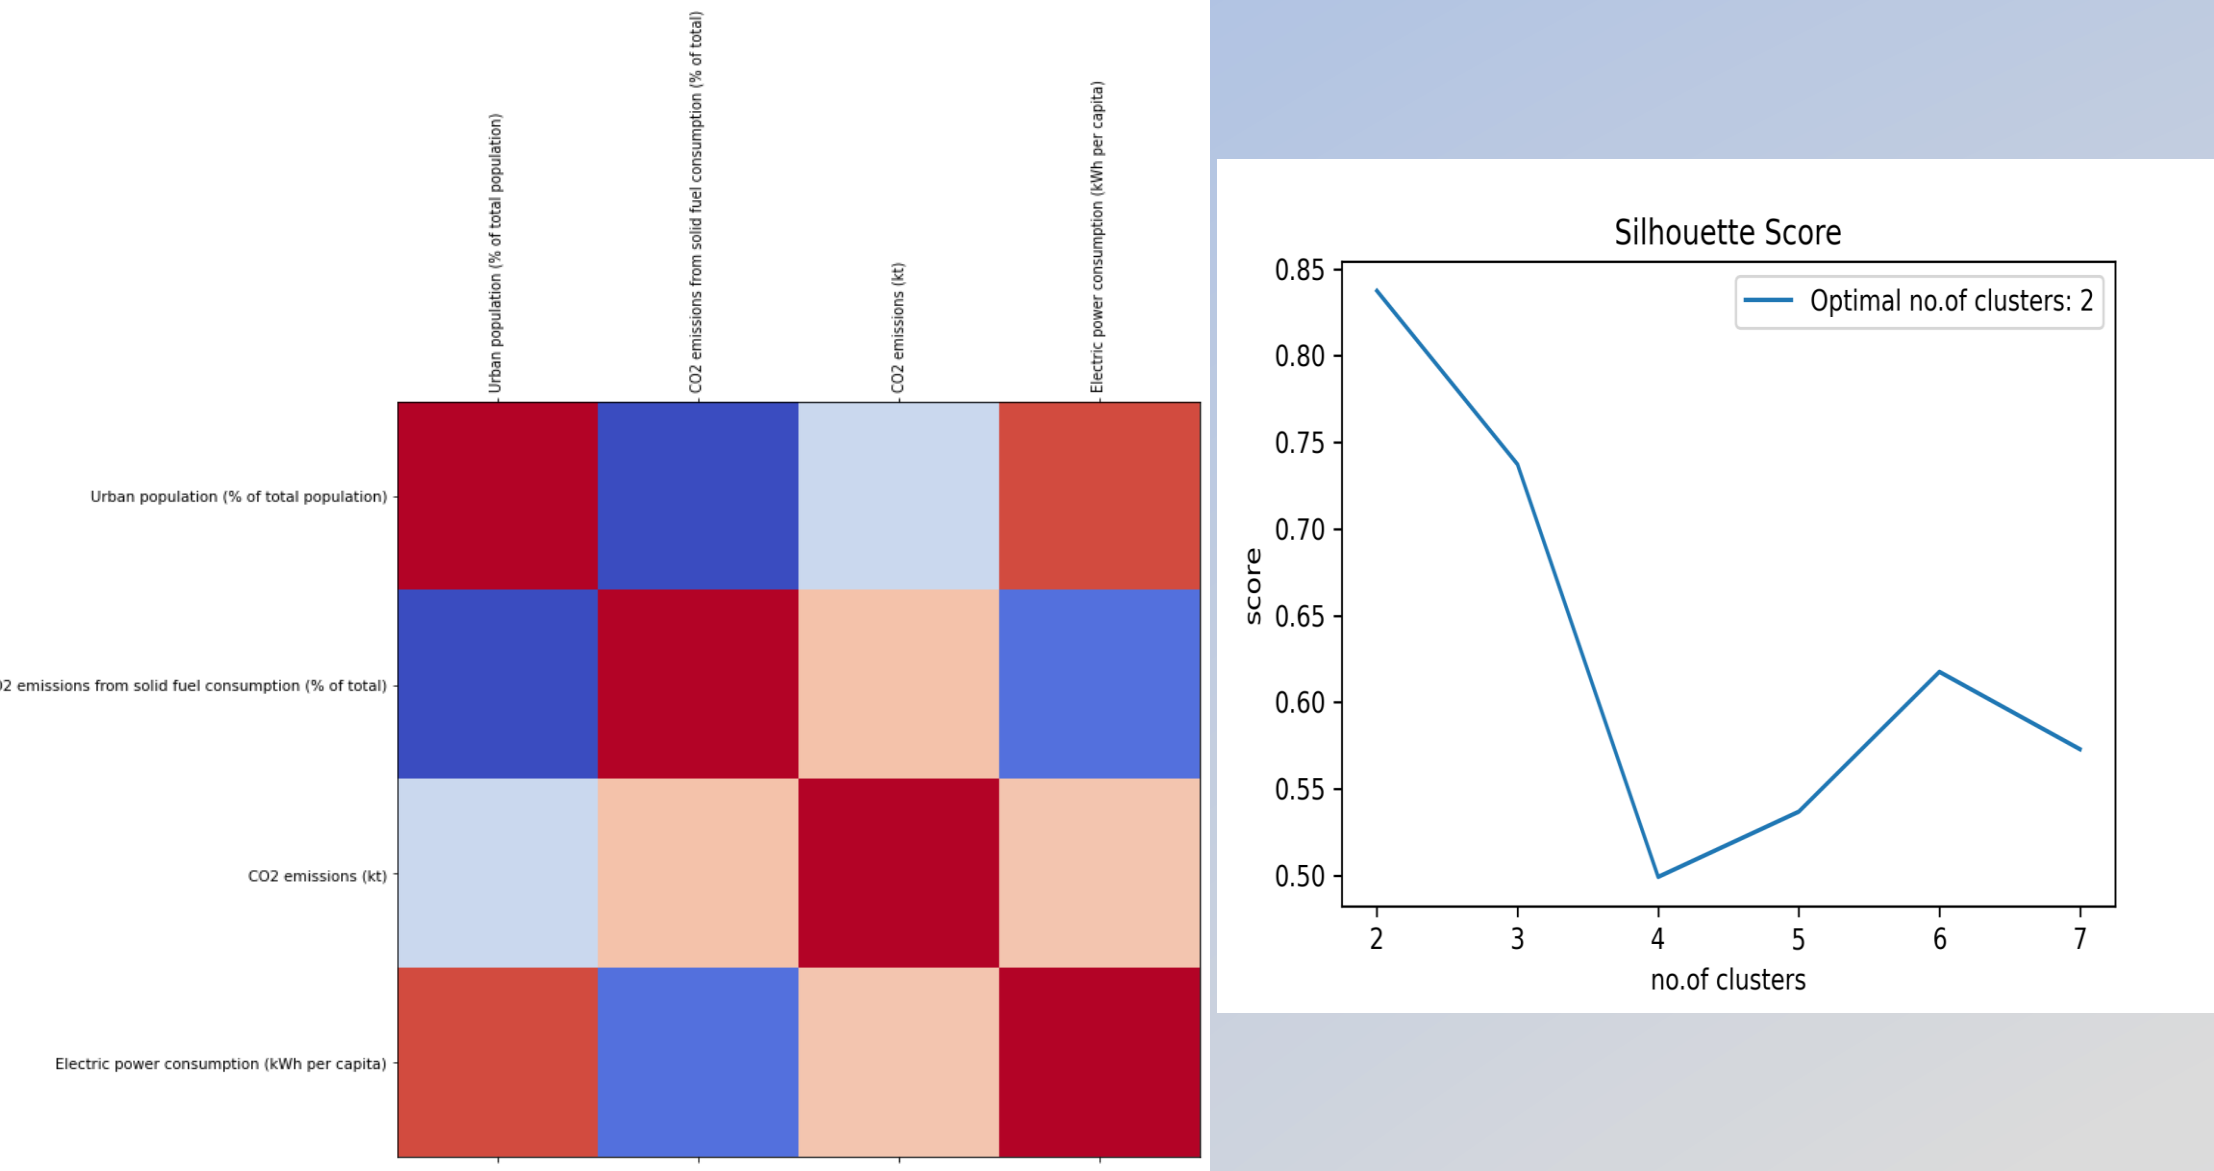 Urban population (% of total population)
CO2 emissions from solid fuel consumption (% of total)
CO2 emissions (kt)
Electric power consumption (kWh per capita)
Urban population (% of total population)
O2 emissions from solid fuel consumption (% of total)
CO2 emissions (kt)
Electric power consumption (kWh per capita)
Silhouette Score
Optimal no.of clusters: 2
0.85
0.80
0.75
0.70
0.65
0.60
0.55
0.50
score
2 3 4 5 6 7
no.of clusters